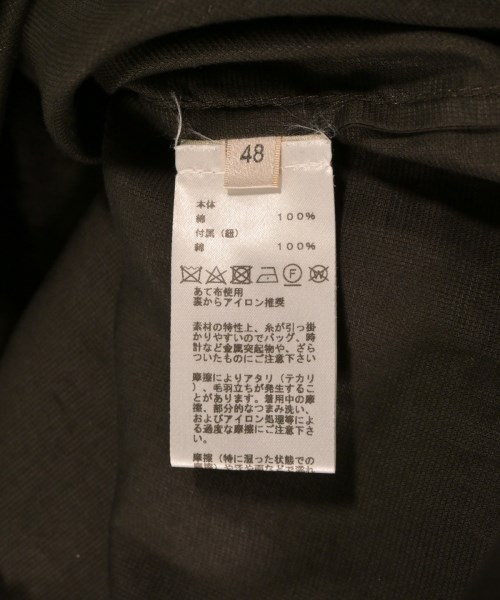 48
本体
綿 100%
付属（紐）
綿 100%
F
W
あて布使用
裏からアイロン推奨
素材の特性上、糸が引っ掛
かりやすいのでバッグ、時
計など金属突起物や、ざら
ついたものにご注意下さい
摩擦によりアタリ（テカリ
）、毛羽立ちが発生するこ
とがあります。着用中の摩
擦、部分的なつまみ洗い、
およびアイロン処理等によ
る過度な摩擦にご注意下さ
い。
摩擦（特に湿った状態での